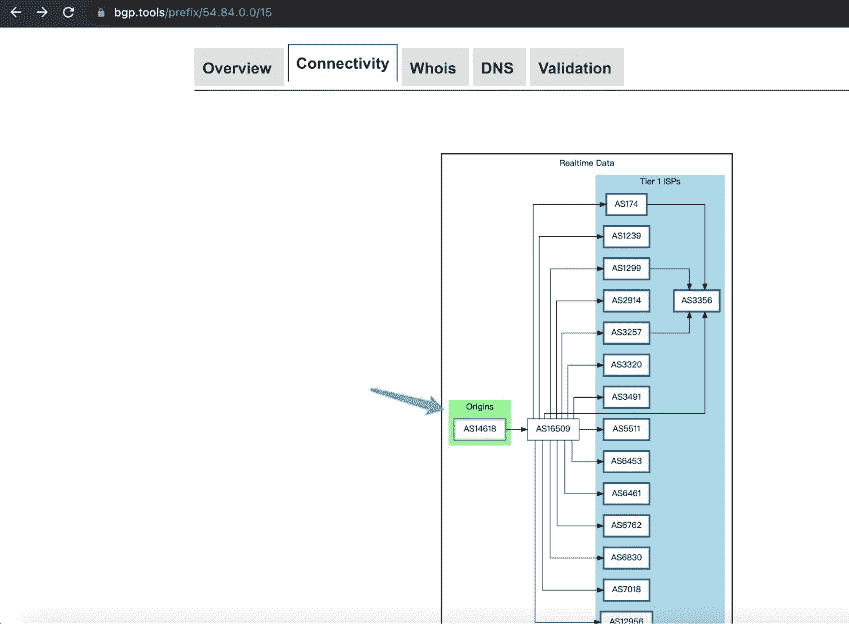 bgp.tools/prefix/54.84.0.0/15
Overview Connectivity Whois DNS Validation
Realtime Data
Tier 1 ISPs
AS174
AS1239
AS1299
AS2914
AS3356
AS3257
AS3320
AS3491
Origins
AS14618
AS16509
AS5511
AS6453
AS6461
AS6762
AS6830
AS7018
AS12956